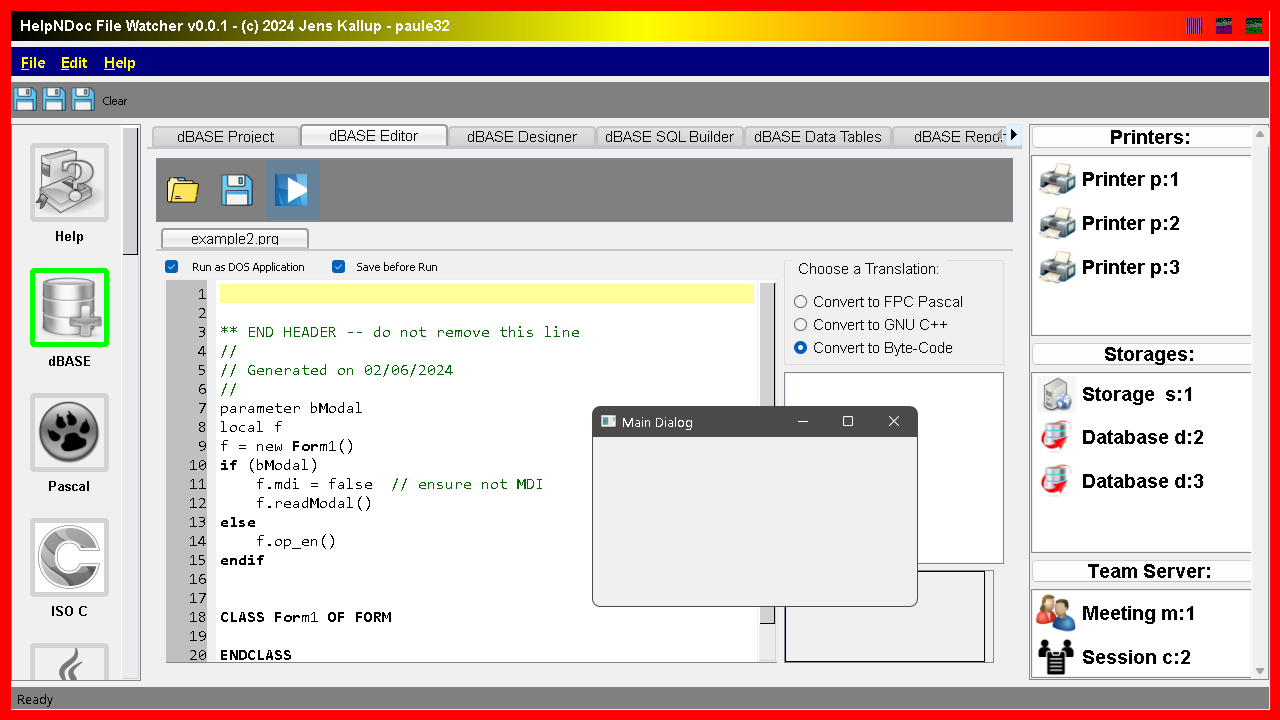 HelpNDoc File Watcher v0.0.1 - (c) 2024 Jens Kallup - paule32
File Edit Help
Clear
Help
dBASE
Pascal
ISO C
dBASE Project
dBASE Editor
dBASE Designer
dBASE SQL Builder
dBASE Data Tables
dBASE Repor
example2.prg
Run as DOS Application
Save before Run
1
2
3 ** END HEADER -- do not remove this line
4 //
5 // Generated on 02/06/2024
6 //
7 parameter bModal
8 local f
9 f = new Form1()
10 if (bModal)
11 f.mdi = false // ensure not MDI
12 f.readModal()
13 else
14 f.op_en()
15 endif
16
17
18 CLASS Form1 OF FORM
19
20 ENDCLASS
Choose a Translation:
Convert to FPC Pascal
Convert to GNU C++
Convert to Byte-Code
Main Dialog
Printers:
Printer p:1
Printer p:2
Printer p:3
Storages:
Storage s:1
Database d:2
Database d:3
Team Server:
Meeting m:1
Session c:2
Ready